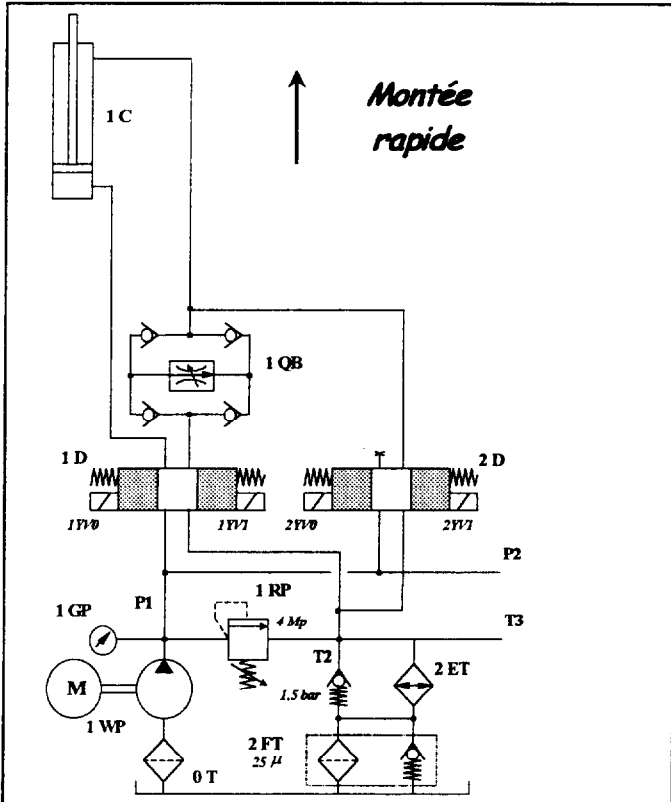 1 C
Montée
rapide
1 QB
1 D
2 D
1YV0
1YV1
2YV0
2YV1
P2
1 RP
P1
1 GP
4 Mp
T3
T2
2 ET
M
1,5 bar
1 WP
2 FT
25 µ
0 T